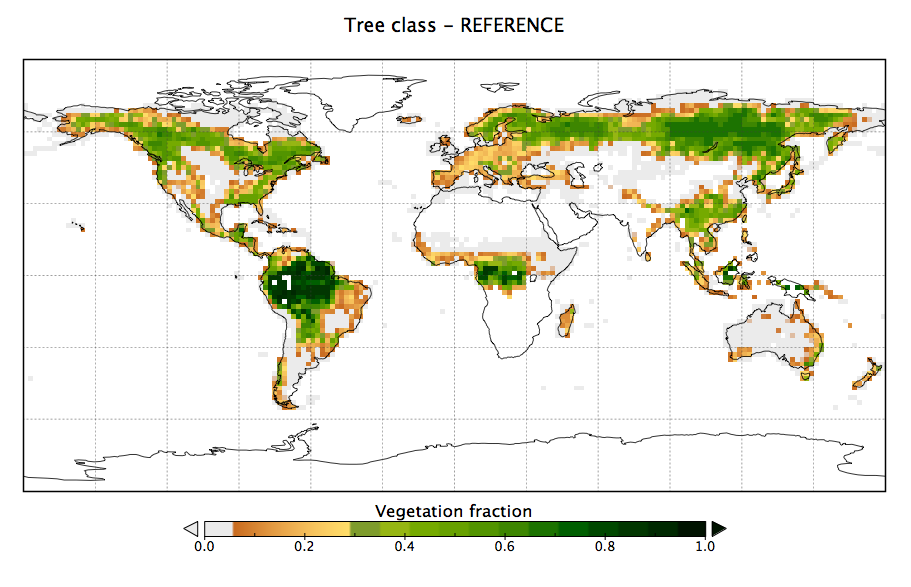 Tree class – REFERENCE
Vegetation fraction
0.0 0.2 0.4 0.6 0.8 1.0